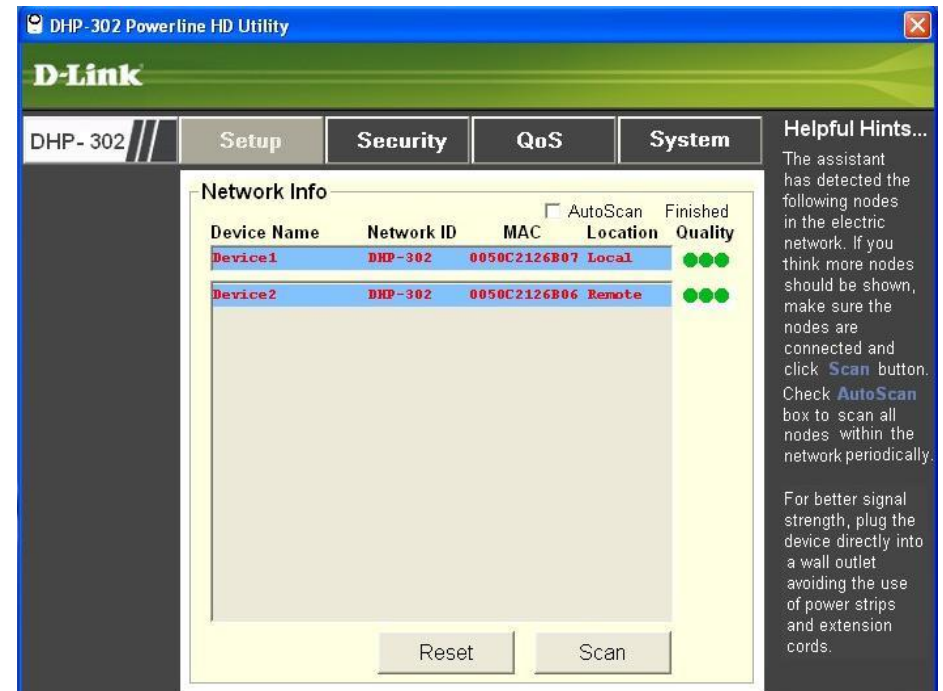 DHP-302 Powerline HD Utility
D-Link
DHP- 302
Setup
Security
QoS
System
Network Info
AutoScan Finished
Device Name Network ID MAC Location Quality
Device1 DHP-302 0050C2126B07 Local
Device2 DHP-302 0050C2126B06 Remote
Reset
Scan
Helpful Hints...
The assistant
has detected the
following nodes
in the electric
network. If you
think more nodes
should be shown,
make sure the
nodes are
connected and
click Scan button.
Check AutoScan
box to scan all
nodes within the
network periodically.
For better signal
strength, plug the
device directly into
a wall outlet
avoiding the use
of power strips
and extension
cords.